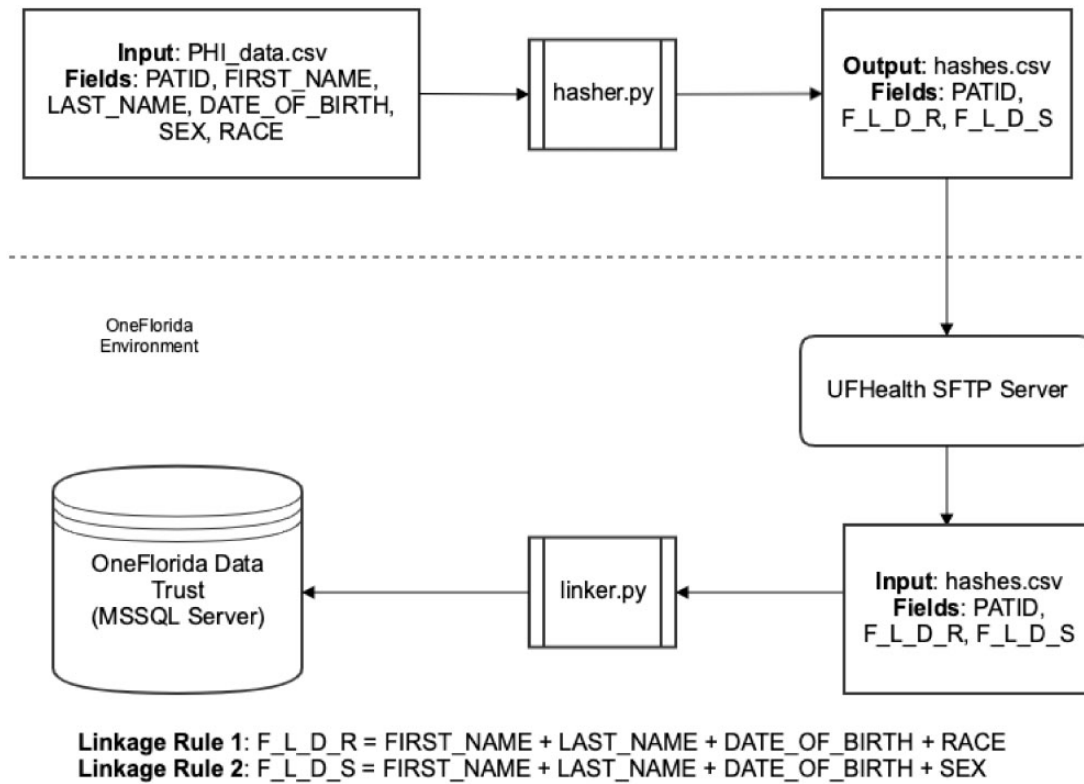 Input: PHI_data.csv
Fields: PATID, FIRST_NAME,
LAST_NAME, DATE_OF_BIRTH,
SEX, RACE
hasher.py
Output: hashes.csv
Fields: PATID,
F_L_D_R, F_L_D_S
OneFlorida
Environment
UFHealth SFTP Server
OneFlorida Data
Trust
(MSSQL Server)
linker.py
Input: hashes.csv
Fields: PATID,
F_L_D_R, F_L_D_S
Linkage Rule 1: F_L_D_R = FIRST_NAME + LAST_NAME + DATE_OF_BIRTH + RACE
Linkage Rule 2: F_L_D_S = FIRST_NAME + LAST_NAME + DATE_OF_BIRTH + SEX